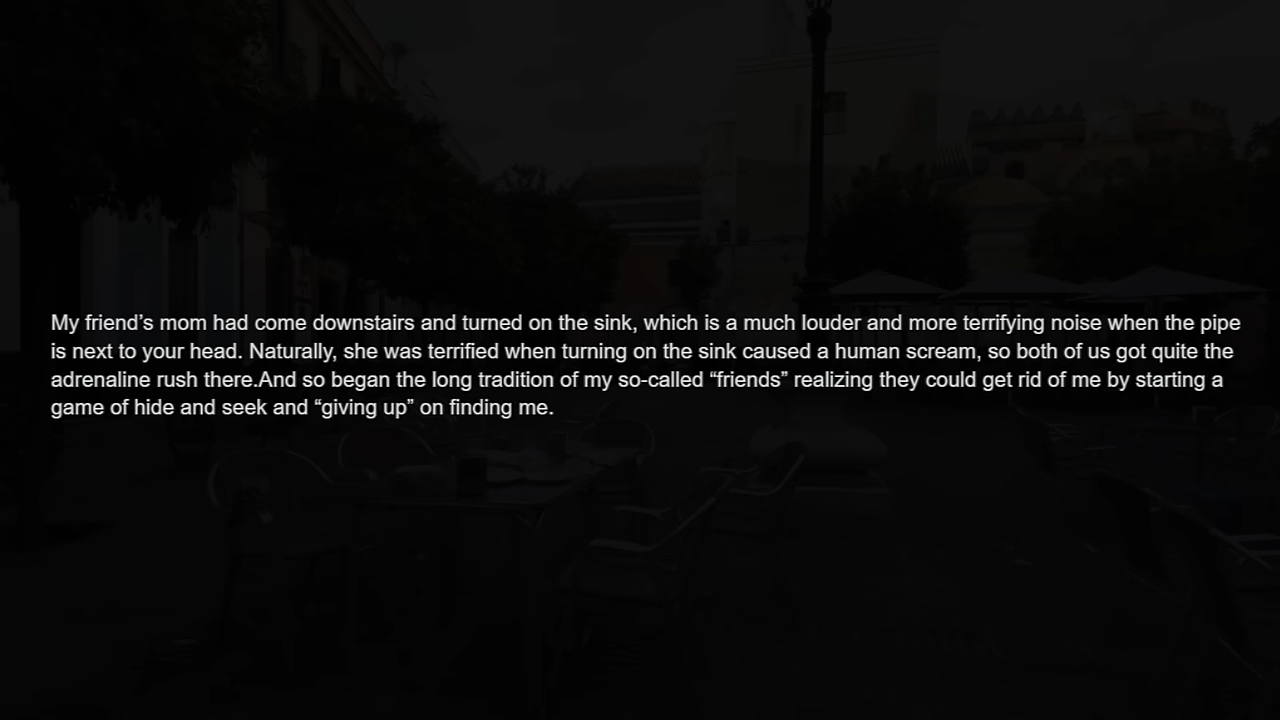 My friend’s mom had come downstairs and turned on the sink, which is a much louder and more terrifying noise when the pipe
is next to your head. Naturally, she was terrified when turning on the sink caused a human scream, so both of us got quite the
adrenaline rush there.And so began the long tradition of my so-called “friends” realizing they could get rid of me by starting a
game of hide and seek and “giving up” on finding me.